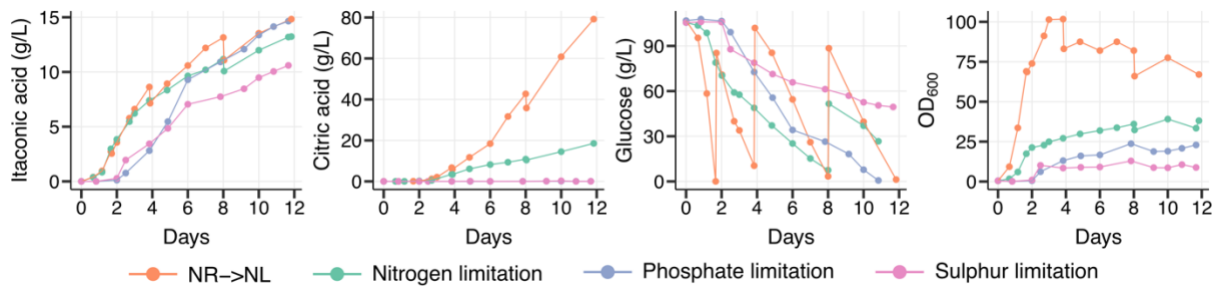 Itaconic acid (g/L)
15
10
5
0
0 2 4 6 8 10 12
Days
Citric acid (g/L)
80
60
40
20
0
0 2 4 6 8 10 12
Days
Glucose (g/L)
90
60
30
0
0 2 4 6 8 10 12
Days
OD600
100
75
50
25
0
0 2 4 6 8 10 12
Days
NR−>NL
Nitrogen limitation
Phosphate limitation
Sulphur limitation